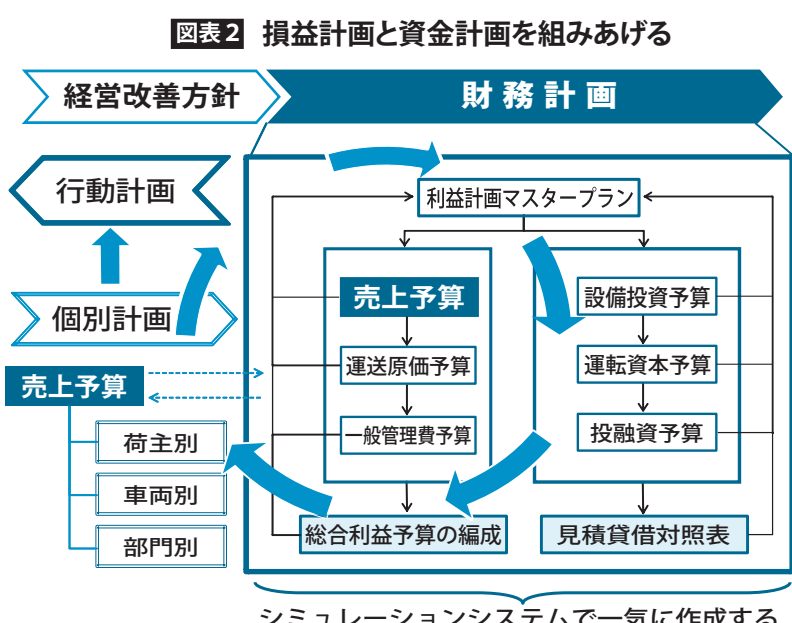 図表2 損益計画と資金計画を組みあげる
経営改善方針
財務計画
行動計画
個別計画
売上予算
荷主別
車両別
部門別
利益計画マスタープラン
売上予算
運送原価予算
一般管理費予算
総合利益予算の編成
設備投資予算
運転資本予算
投融資予算
見積貸借対照表
シミュレーションシステムで一気に作成する